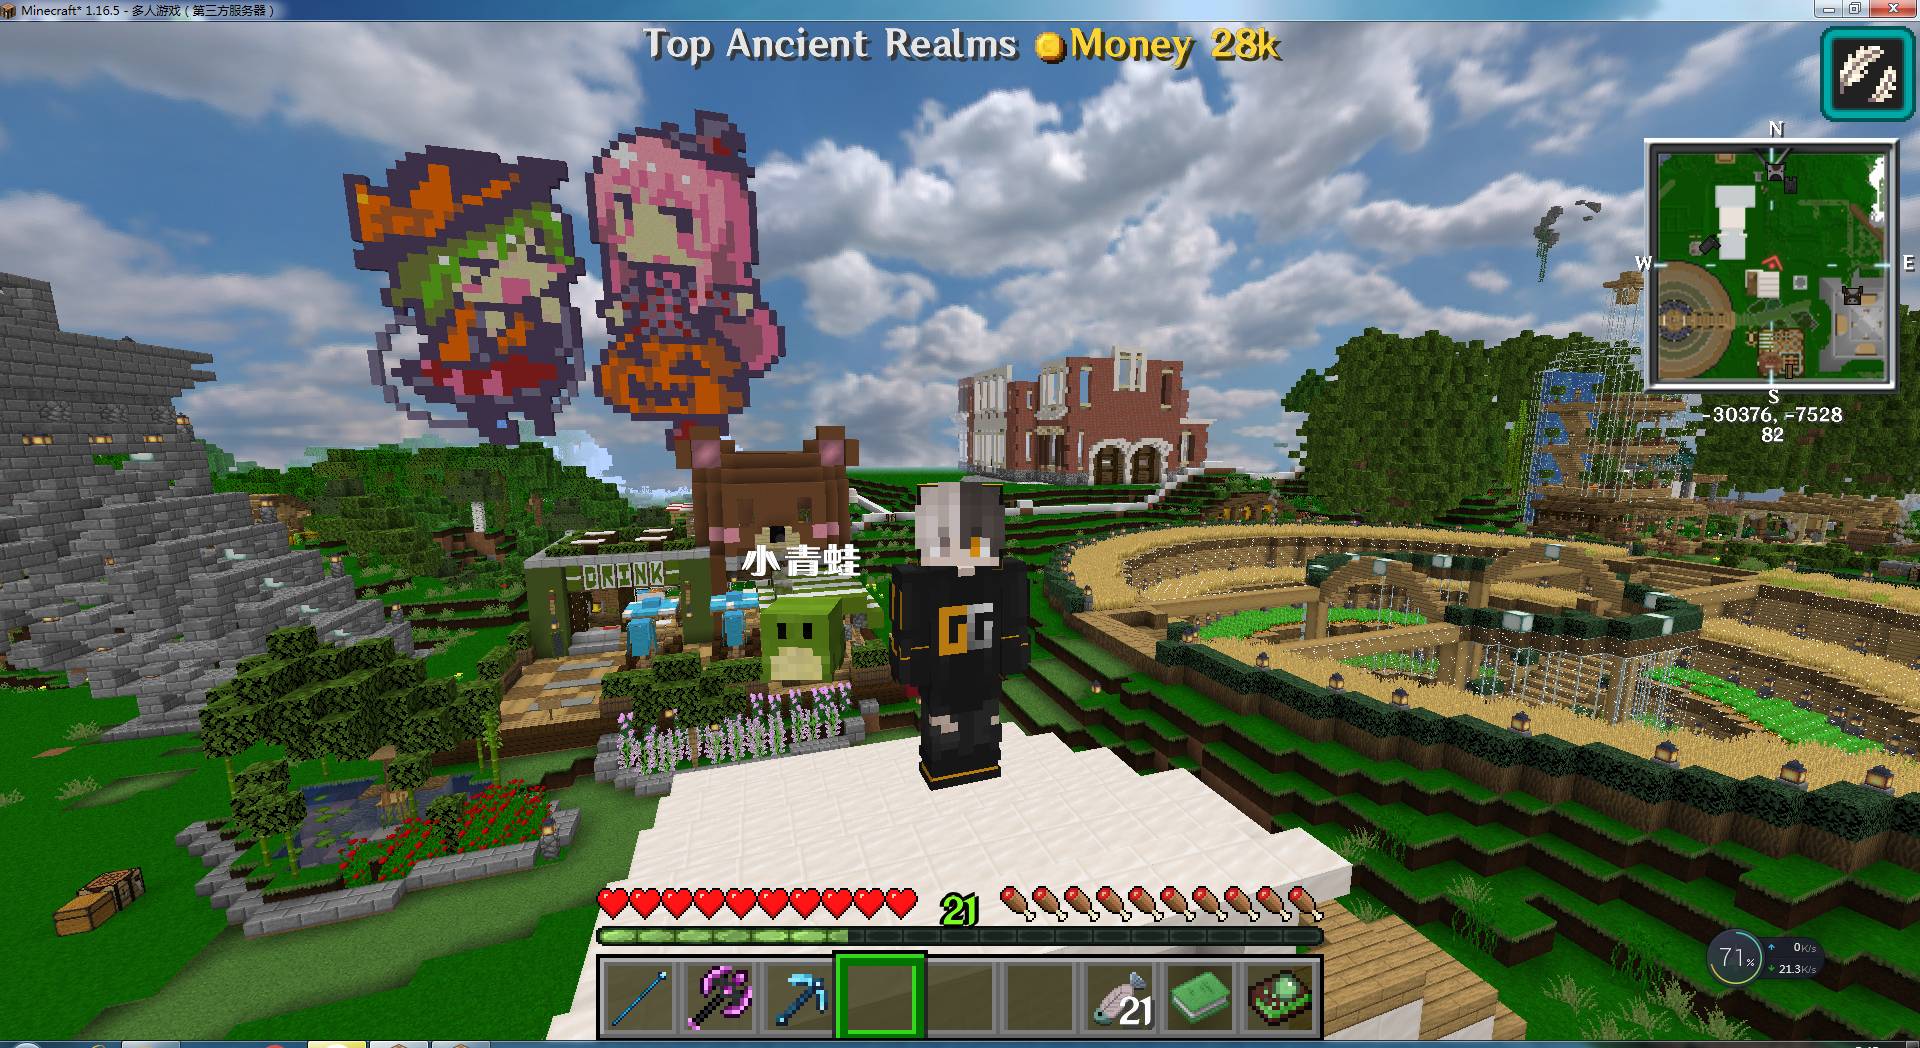 Minecraft* 1.16.5 - 多人游戏（第三方服务器）
Top Ancient Realms Money 28k
N
W
E
S
-30376, -7528
82
DRINK
小青蛙
GG
21
71%
0K/s
21.3K/s
21